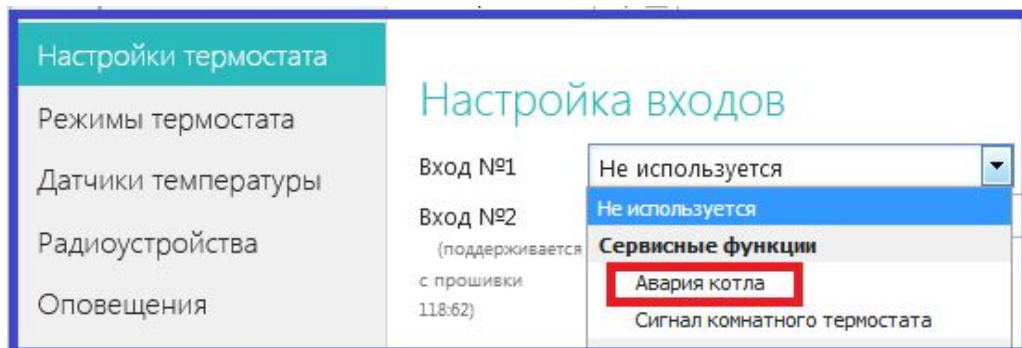 Настройки термостата
Режимы термостата
Датчики температуры
Радиоустройства
Оповещения
Настройка входов
Вход №1
Не используется
Вход №2
(поддерживается
с прошивки
118:62)
Не используется
Сервисные функции
Авария котла
Сигнал комнатного термостата